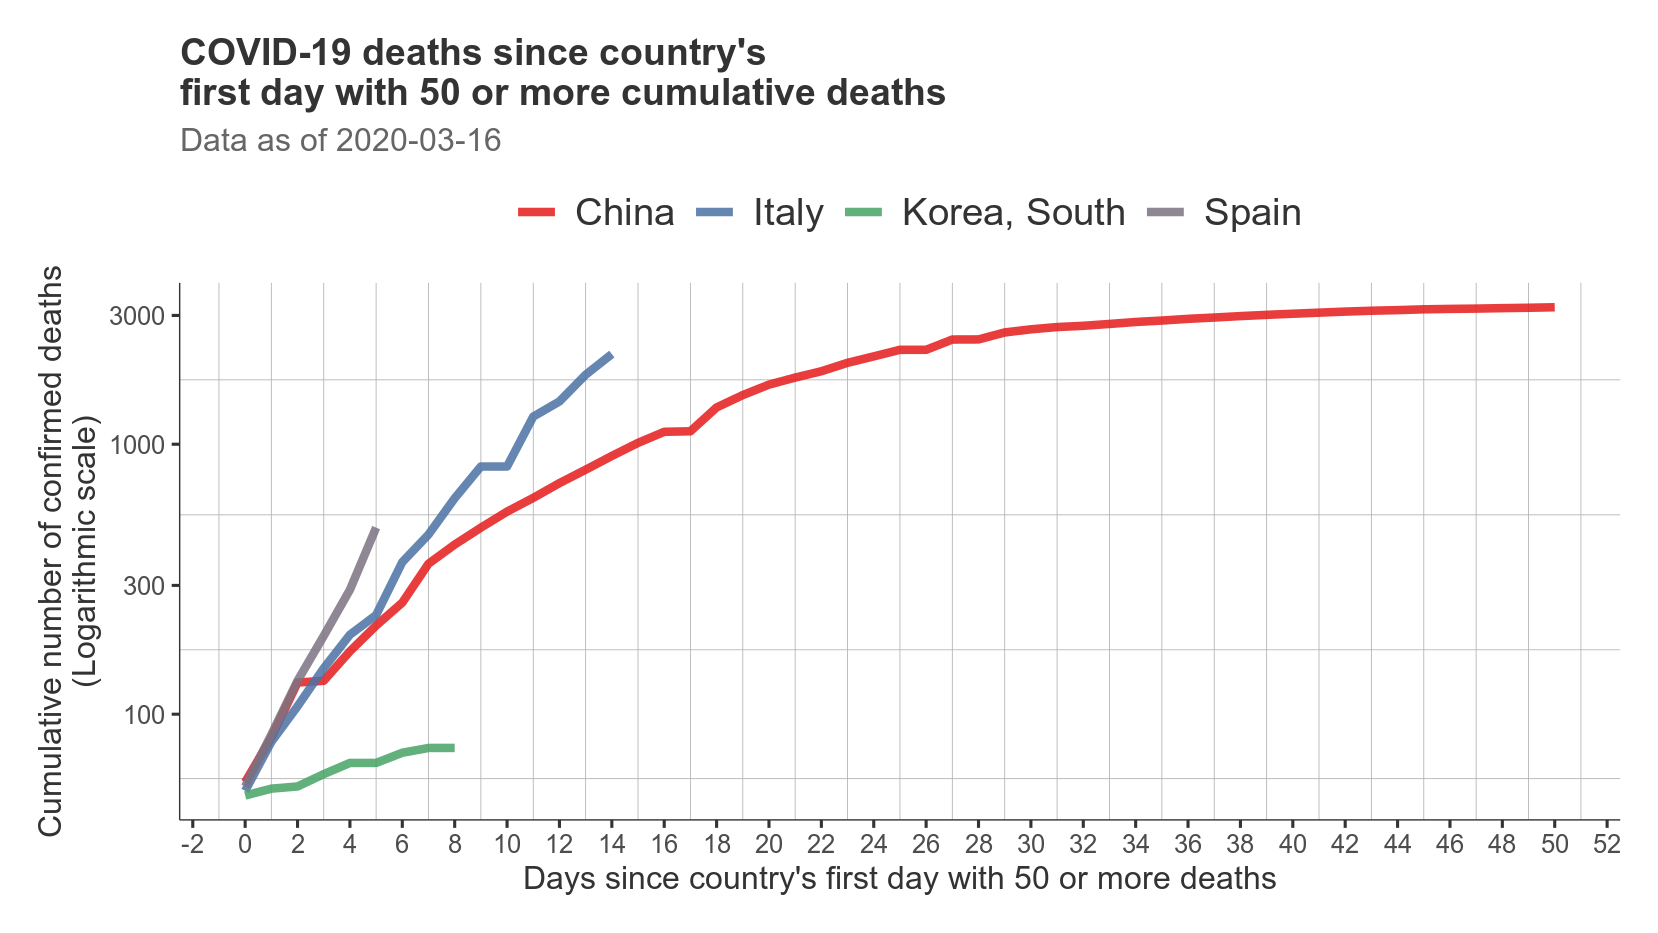 COVID-19 deaths since country's
first day with 50 or more cumulative deaths
Data as of 2020-03-16
China Italy Korea, South Spain
Cumulative number of confirmed deaths
(Logarithmic scale)
3000
1000
300
100
-2 0 2 4 6 8 10 12 14 16 18 20 22 24 26 28 30 32 34 36 38 40 42 44 46 48 50 52
Days since country's first day with 50 or more deaths